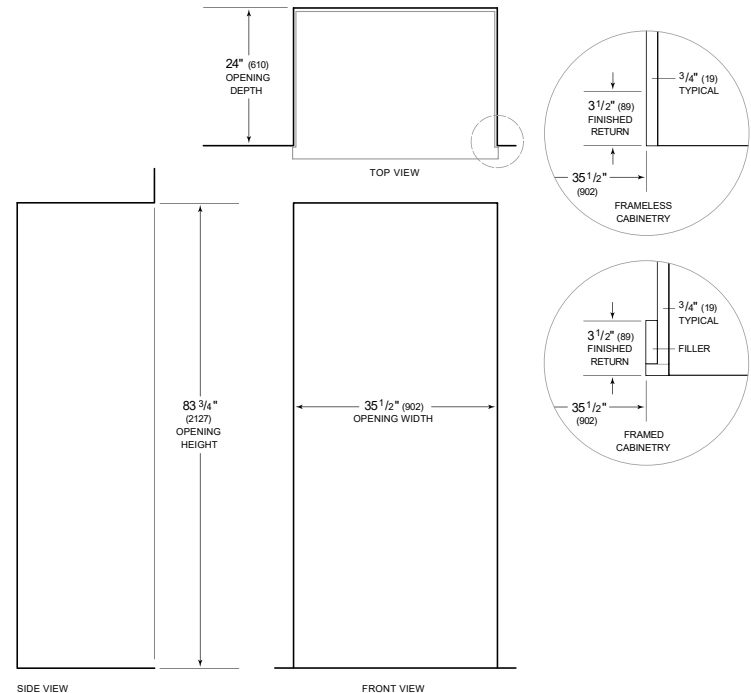 24" (610)
OPENING
DEPTH
TOP VIEW
3/4" (19)
TYPICAL
3 1/2" (89)
FINISHED
RETURN
35 1/2"
(902)
FRAMELESS
CABINETRY
3/4" (19)
TYPICAL
3 1/2" (89)
FINISHED
RETURN
FILLER
35 1/2"
(902)
FRAMED
CABINETRY
83 3/4"
(2127)
OPENING
HEIGHT
35 1/2" (902)
OPENING WIDTH
SIDE VIEW
FRONT VIEW